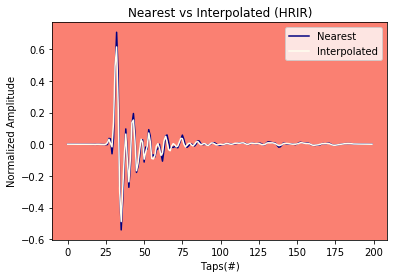 Nearest vs Interpolated (HRIR)
Nearest
Interpolated
Normalized Amplitude
0.6
0.4
0.2
0.0
−0.2
−0.4
−0.6
0 25 50 75 100 125 150 175 200
Taps(#)